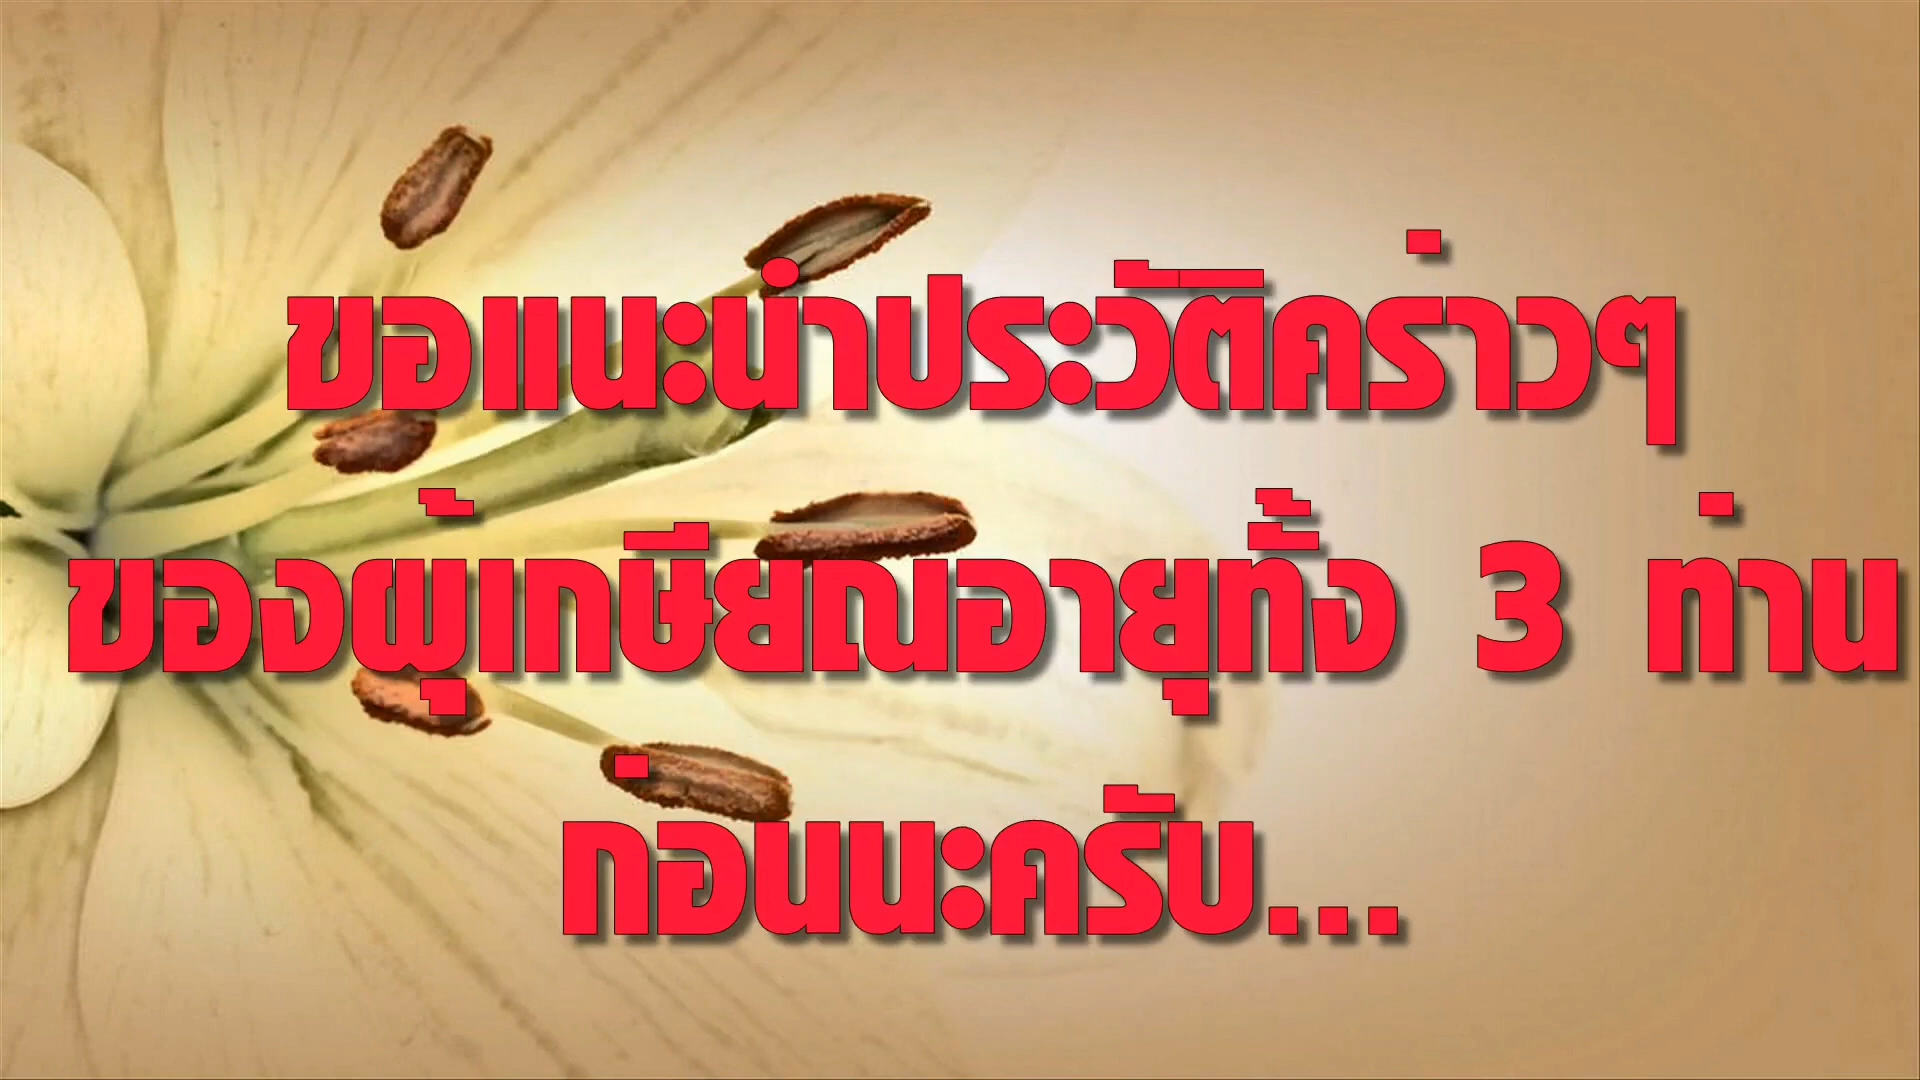 ขอแนะนำประวัติคร่าวๆ
ของผู้เกษียณอายุทั้ง 3 ท่าน
ก่อนนะครับ...